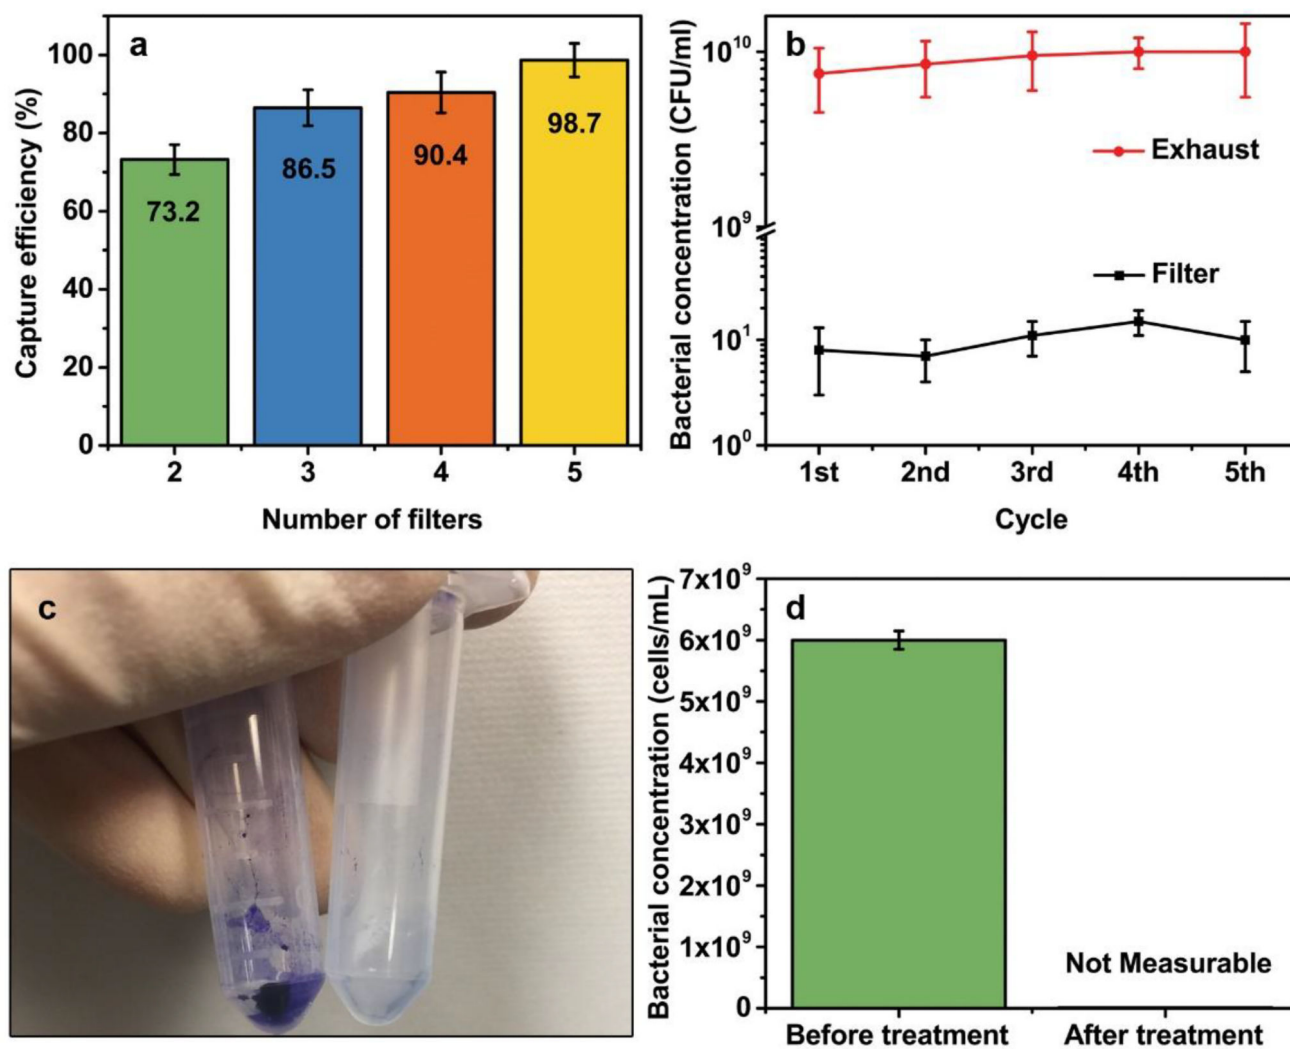 a
Capture efficiency (%)
100
80
60
40
20
0
73.2
86.5
90.4
98.7
2
3
4
5
Number of filters
b
Bacterial concentration (CFU/ml)
10¹⁰
10⁹
10¹
10⁰
Exhaust
Filter
1st
2nd
3rd
4th
5th
Cycle
c
d
Bacterial concentration (cells/mL)
7x10⁹
6x10⁹
5x10⁹
4x10⁹
3x10⁹
2x10⁹
1x10⁹
0
Not Measurable
Before treatment
After treatment